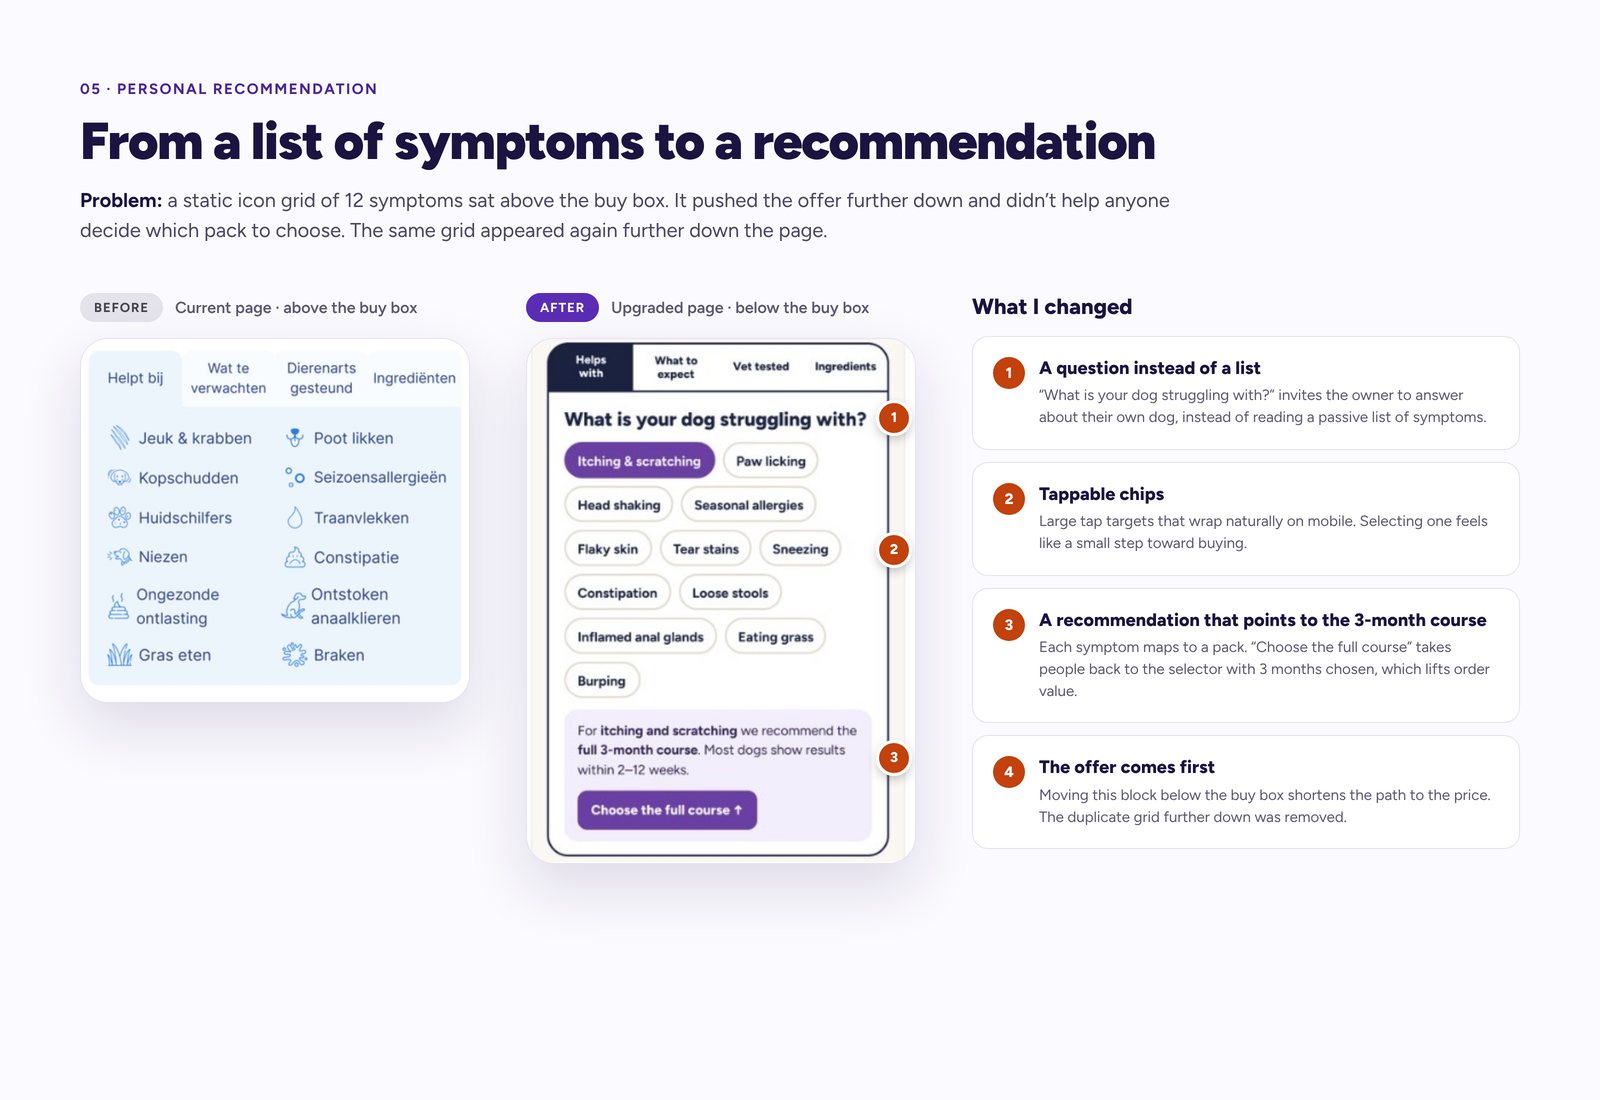 05 · PERSONAL RECOMMENDATION
From a list of symptoms to a recommendation
Problem: a static icon grid of 12 symptoms sat above the buy box. It pushed the offer further down and didn’t help anyone
decide which pack to choose. The same grid appeared again further down the page.
BEFORE Current page · above the buy box
Helpt bij
Wat te
verwachten
Dierenarts
gesteund
Ingrediënten
Jeuk & krabben
Poot likken
Kopschudden
Seizoensallergieën
Huidschilfers
Traanvlekken
Niezen
Constipatie
Ongezonde
ontlasting
Ontstoken
anaalklieren
Gras eten
Braken
AFTER Upgraded page · below the buy box
Helps
with
What to
expect
Vet tested
Ingredients
What is your dog struggling with?
1
Itching & scratching
Paw licking
Head shaking
Seasonal allergies
Flaky skin
Tear stains
Sneezing
2
Constipation
Loose stools
Inflamed anal glands
Eating grass
Burping
For itching and scratching we recommend the
full 3-month course. Most dogs show results
within 2–12 weeks.
3
Choose the full course ↑
What I changed
1
A question instead of a list
“What is your dog struggling with?” invites the owner to answer
about their own dog, instead of reading a passive list of symptoms.
2
Tappable chips
Large tap targets that wrap naturally on mobile. Selecting one feels
like a small step toward buying.
3
A recommendation that points to the 3-month course
Each symptom maps to a pack. “Choose the full course” takes
people back to the selector with 3 months chosen, which lifts order
value.
4
The offer comes first
Moving this block below the buy box shortens the path to the price.
The duplicate grid further down was removed.